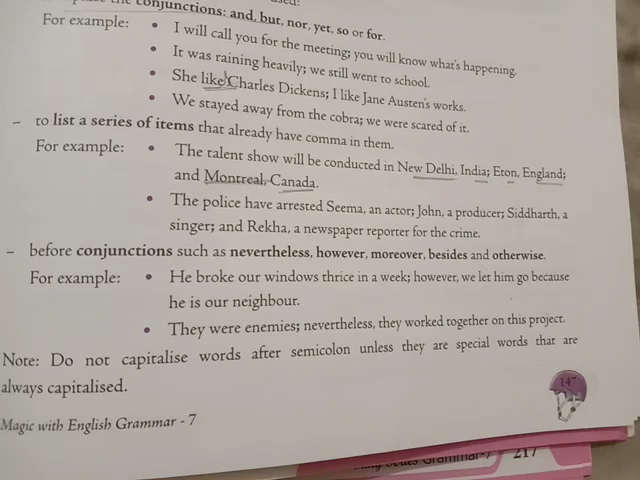 the conjunctions: and, but, nor, yet, so or for.
For example: • I will call you for the meeting; you will know what's happening.
• It was raining heavily; we still went to school.
• She like Charles Dickens; I like Jane Austen's works.
• We stayed away from the cobra; we were scared of it.
– to list a series of items that already have comma in them.
For example: • The talent show will be conducted in New Delhi, India; Eton, England;
and Montreal, Canada.
• The police have arrested Seema, an actor; John, a producer; Siddharth, a
singer; and Rekha, a newspaper reporter for the crime.
– before conjunctions such as nevertheless, however, moreover, besides and otherwise.
For example: • He broke our windows thrice in a week; however, we let him go because
he is our neighbour.
• They were enemies; nevertheless, they worked together on this project.
Note: Do not capitalise words after semicolon unless they are special words that are
always capitalised.
147
Magic with English Grammar - 7
Grammar-7 217